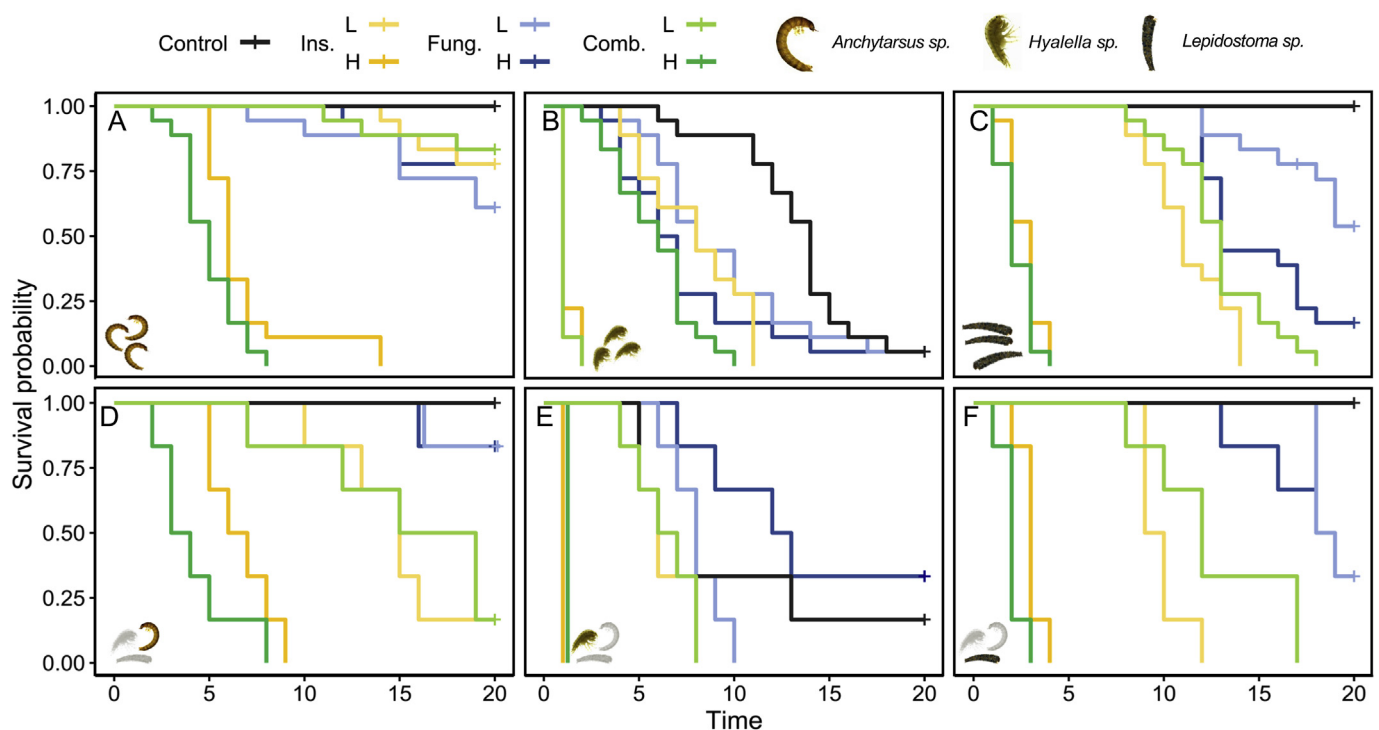 L L L
Control Ins. Fung. Comb. Anchytarsus sp. Hyalella sp. Lepidostoma sp.
H H H
Survival probability
1.00 A B C
0.75
0.50
0.25
0.00
1.00 D E F
0.75
0.50
0.25
0.00
0 5 10 15 20 0 5 10 15 20 0 5 10 15 20
Time